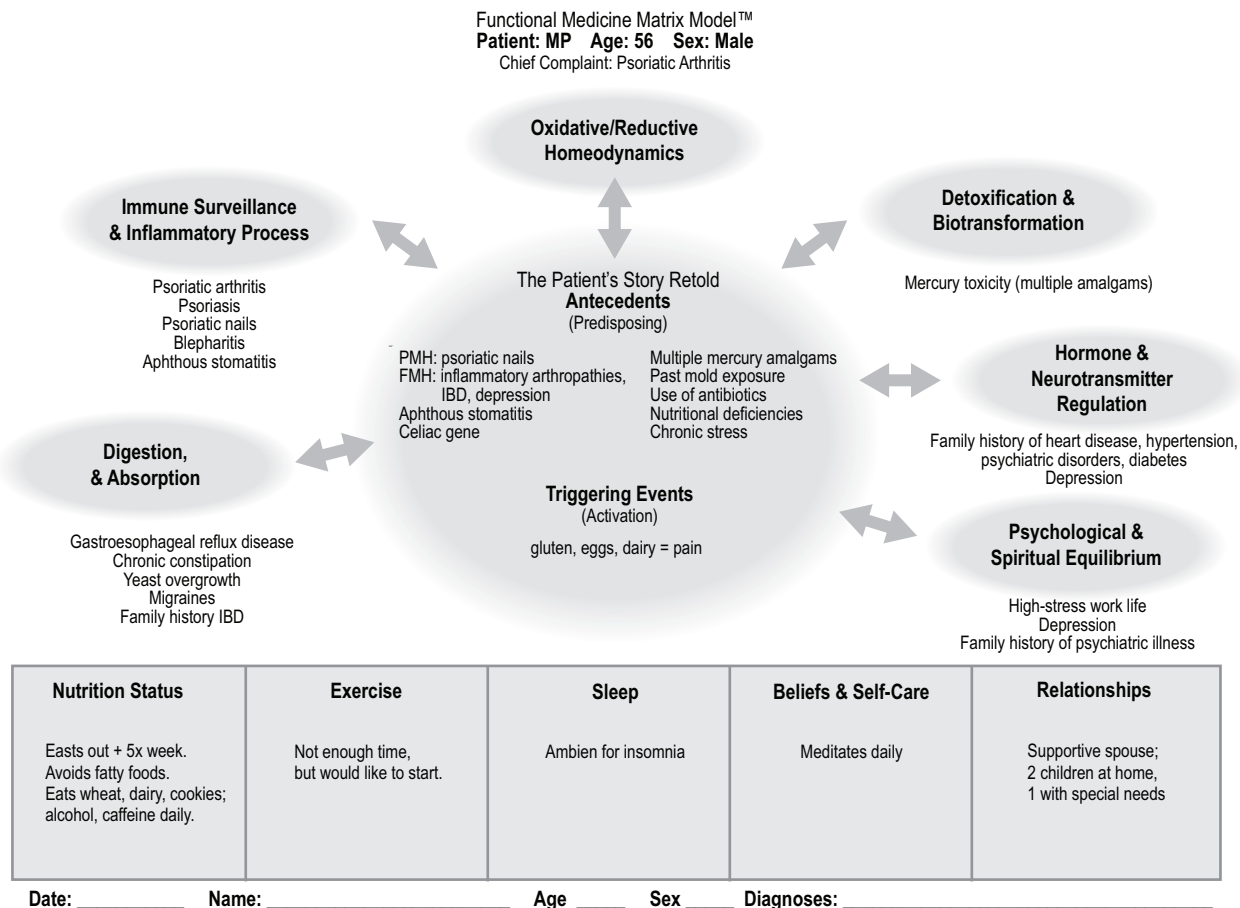 Functional Medicine Matrix Model™
Patient: MP Age: 56 Sex: Male
Chief Complaint: Psoriatic Arthritis
Oxidative/Reductive
Homeodynamics
Immune Surveillance
& Inflammatory Process
Psoriatic arthritis
Psoriasis
Psoriatic nails
Blepharitis
Aphthous stomatitis
Detoxification &
Biotransformation
Mercury toxicity (multiple amalgams)
The Patient's Story Retold
Antecedents
(Predisposing)
PMH: psoriatic nails
FMH: inflammatory arthropathies,
IBD, depression
Aphthous stomatitis
Celiac gene
Multiple mercury amalgams
Past mold exposure
Use of antibiotics
Nutritional deficiencies
Chronic stress
Triggering Events
(Activation)
gluten, eggs, dairy = pain
Hormone &
Neurotransmitter
Regulation
Family history of heart disease, hypertension,
psychiatric disorders, diabetes
Depression
Digestion,
& Absorption
Gastroesophageal reflux disease
Chronic constipation
Yeast overgrowth
Migraines
Family history IBD
Psychological &
Spiritual Equilibrium
High-stress work life
Depression
Family history of psychiatric illness
Nutrition Status
Easts out + 5x week.
Avoids fatty foods.
Eats wheat, dairy, cookies;
alcohol, caffeine daily.
Exercise
Not enough time,
but would like to start.
Sleep
Ambien for insomnia
Beliefs & Self-Care
Meditates daily
Relationships
Supportive spouse;
2 children at home,
1 with special needs
Date: ___________ Name: _________________________ Age _____ Sex _____ Diagnoses: ______________________________________